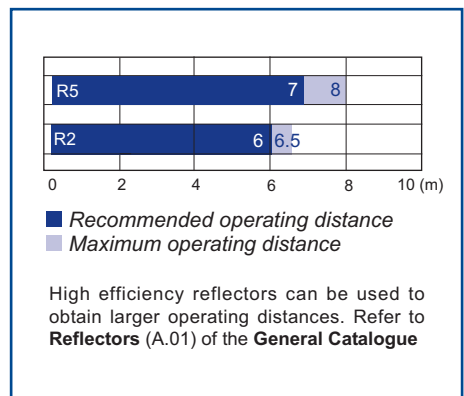 R5 7 8
R2 6 6.5
0 2 4 6 8 10 (m)
Recommended operating distance
Maximum operating distance
High efficiency reflectors can be used to
obtain larger operating distances. Refer to
Reflectors (A.01) of the General Catalogue